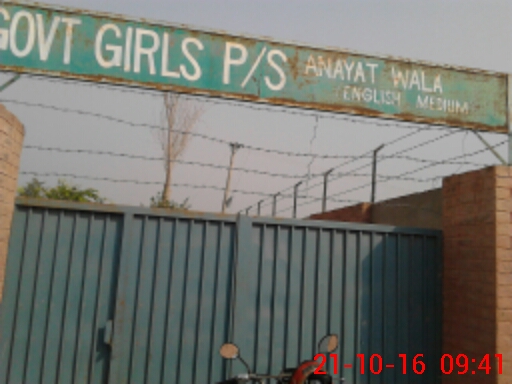 GOVT GIRLS P/S ANAYAT WALA
ENGLISH MEDIUM
21-10-16 09:41